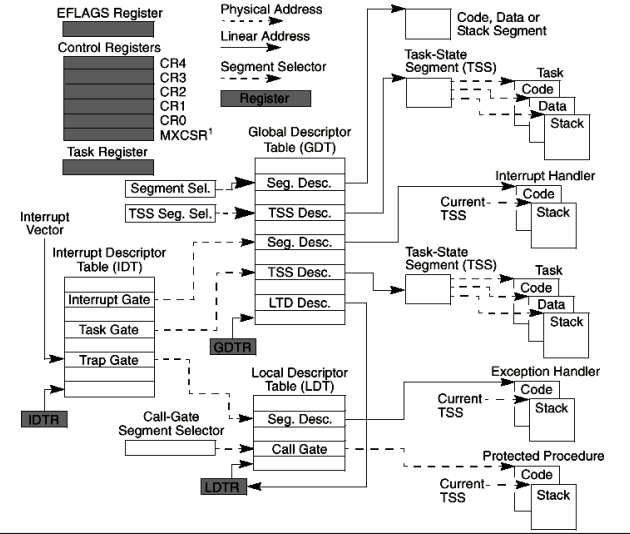 EFLAGS Register
Control Registers
CR4
CR3
CR2
CR1
CR0
MXCSR¹
Task Register
Physical Address
Linear Address
Segment Selector
Register
Code, Data or
Stack Segment
Task-State
Segment (TSS)
Task
Code
Data
Stack
Global Descriptor
Table (GDT)
Segment Sel.
Seg. Desc.
TSS Seg. Sel.
TSS Desc.
Seg. Desc.
TSS Desc.
LTD Desc.
GDTR
Interrupt Handler
Code
Current
TSS
Stack
Interrupt
Vector
Interrupt Descriptor
Table (IDT)
Interrupt Gate
Task Gate
Trap Gate
IDTR
Task-State
Segment (TSS)
Task
Code
Data
Stack
Local Descriptor
Table (LDT)
Seg. Desc.
Call-Gate
Segment Selector
Call Gate
LDTR
Exception Handler
Code
Current
TSS
Stack
Protected Procedure
Code
Current
TSS
Stack